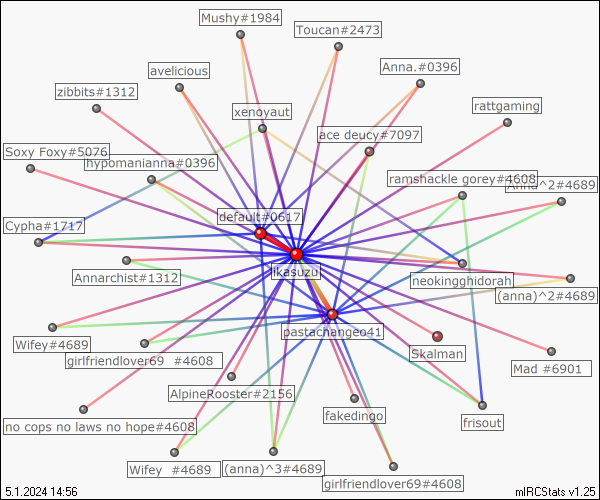 Mushy#1984
Toucan#2473
Anna.#0396
avelicious
zibbits#1312
rattgaming
xenoyaut
ace deucy#7097
Soxy Foxy#5076
hypomanianna#0396
ramshackle gorey#4608
Anna^2#4689
default#0617
Cypha#1717
likasuzu
Annarchist#1312
neokingghidorah
(anna)^2#4689
pastachangeo41
Wifey#4689
girlfriendlover69 #4608
Skalman
Mad #6901
AlpineRooster#2156
fakedingo
no cops no laws no hope#4608
frisout
Wifey #4689
(anna)^3#4689
girlfriendlover69#4608
5.1.2024 14:56
mIRCStats v1.25